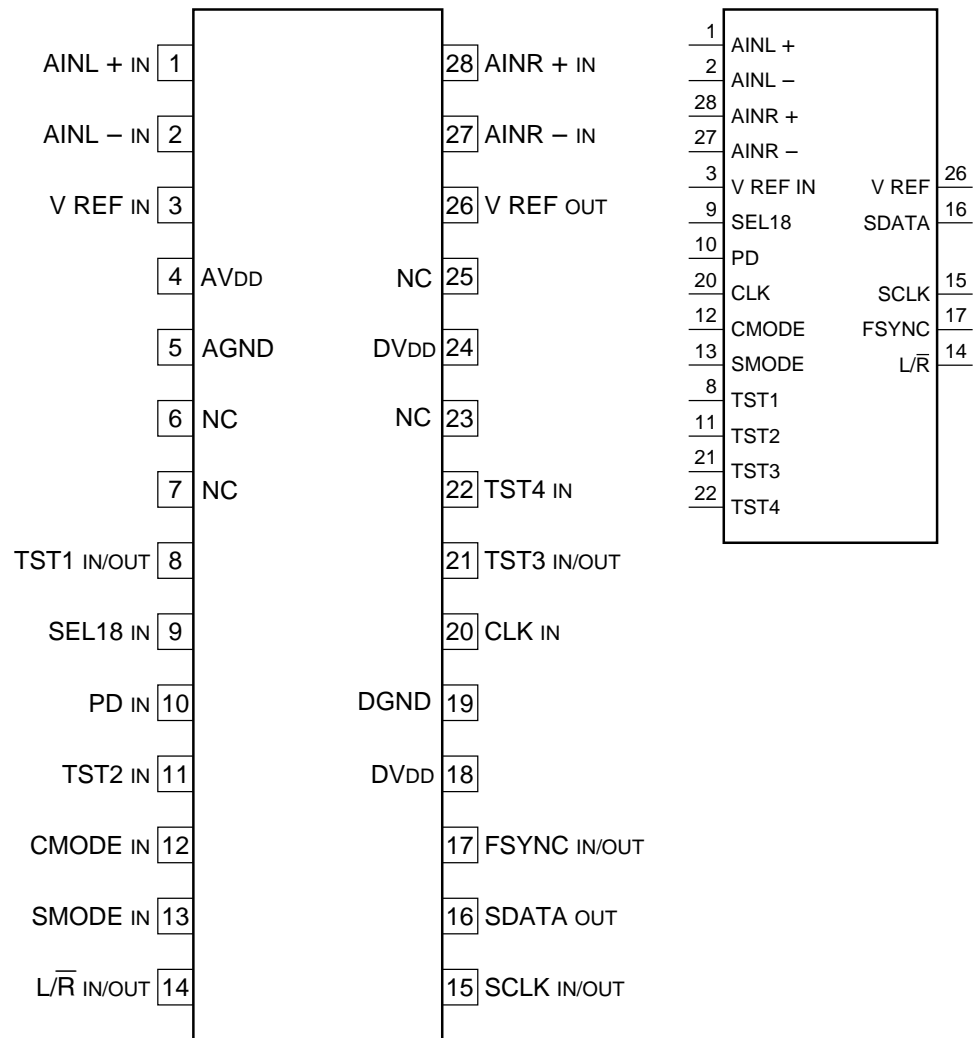 AINL + IN 1
28 AINR + IN
AINL – IN 2
27 AINR – IN
V REF IN 3
26 V REF OUT
4 AVDD
NC 25
5 AGND
DVDD 24
6 NC
NC 23
7 NC
22 TST4 IN
TST1 IN/OUT 8
21 TST3 IN/OUT
SEL18 IN 9
20 CLK IN
PD IN 10
DGND 19
TST2 IN 11
DVDD 18
CMODE IN 12
17 FSYNC IN/OUT
SMODE IN 13
16 SDATA OUT
L/R̅ IN/OUT 14
15 SCLK IN/OUT
1 AINL +
2 AINL –
28 AINR +
27 AINR –
3 V REF IN
V REF 26
9 SEL18
SDATA 16
10 PD
20 CLK
SCLK 15
12 CMODE
FSYNC 17
13 SMODE
L/R̅ 14
8 TST1
11 TST2
21 TST3
22 TST4